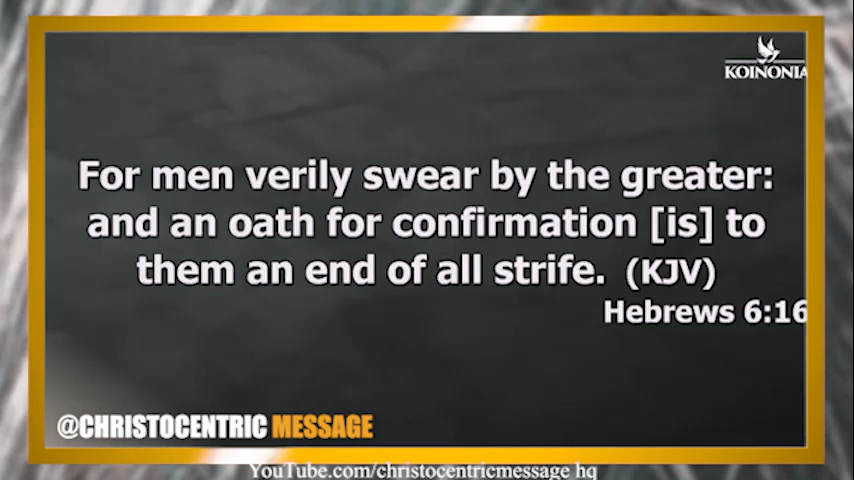 KOINONIA
For men verily swear by the greater:
and an oath for confirmation [is] to
them an end of all strife. (KJV)
Hebrews 6:16
@CHRISTOCENTRIC MESSAGE
YouTube.com/christocentricmessage hq